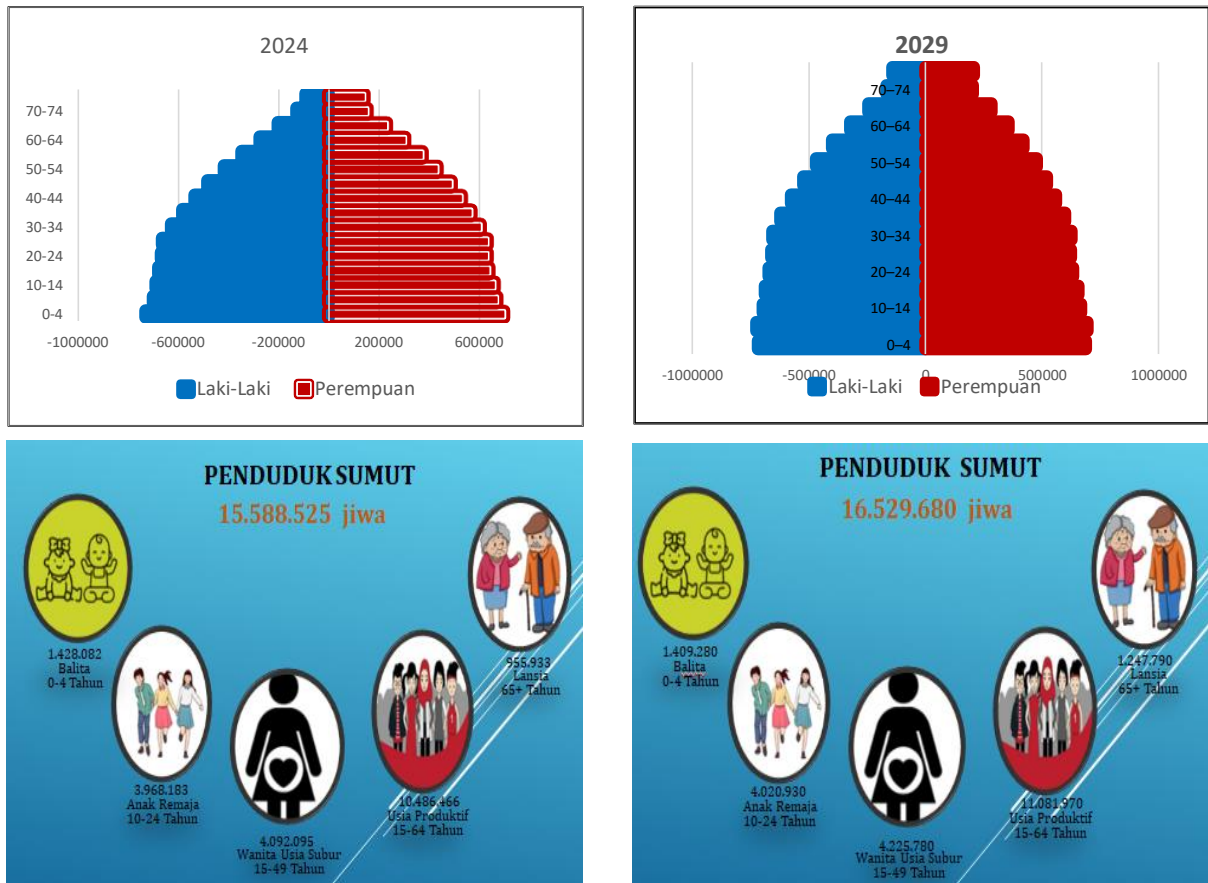 2024
70-74
60-64
50-54
40-44
30-34
20-24
10-14
0-4
-1000000 -600000 -200000 200000 600000
Laki-Laki Perempuan
2029
70–74
60–64
50–54
40–44
30–34
20–24
10–14
0–4
-1000000 -500000 0 500000 1000000
Laki-Laki Perempuan
PENDUDUK SUMUT
15.588.525 jiwa
1.428.082
Balita
0-4 Tahun
3.968.183
Anak Remaja
10-24 Tahun
4.092.095
Wanita Usia Subur
15-49 Tahun
10.486.466
Usia Produktif
15-64 Tahun
955.933
Lansia
65+ Tahun
PENDUDUK SUMUT
16.529.680 jiwa
1.409.280
Balita
0-4 Tahun
4.020.930
Anak Remaja
10-24 Tahun
4.225.780
Wanita Usia Subur
15-49 Tahun
11.081.970
Usia Produktif
15-64 Tahun
1.247.790
Lansia
65+ Tahun